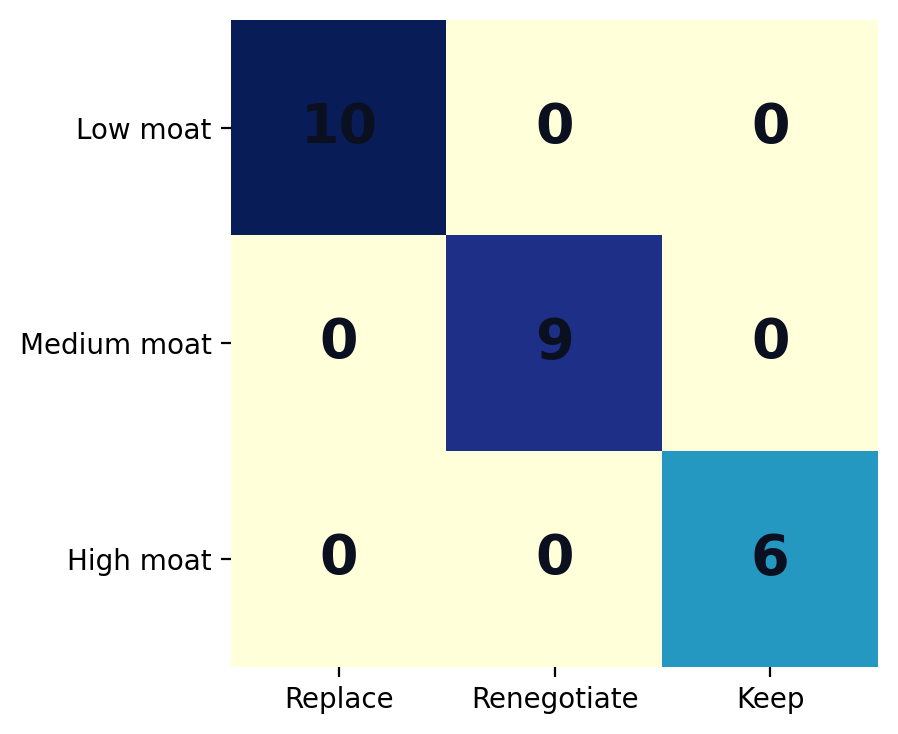 Low moat 10 0 0
Medium moat 0 9 0
High moat 0 0 6
Replace Renegotiate Keep